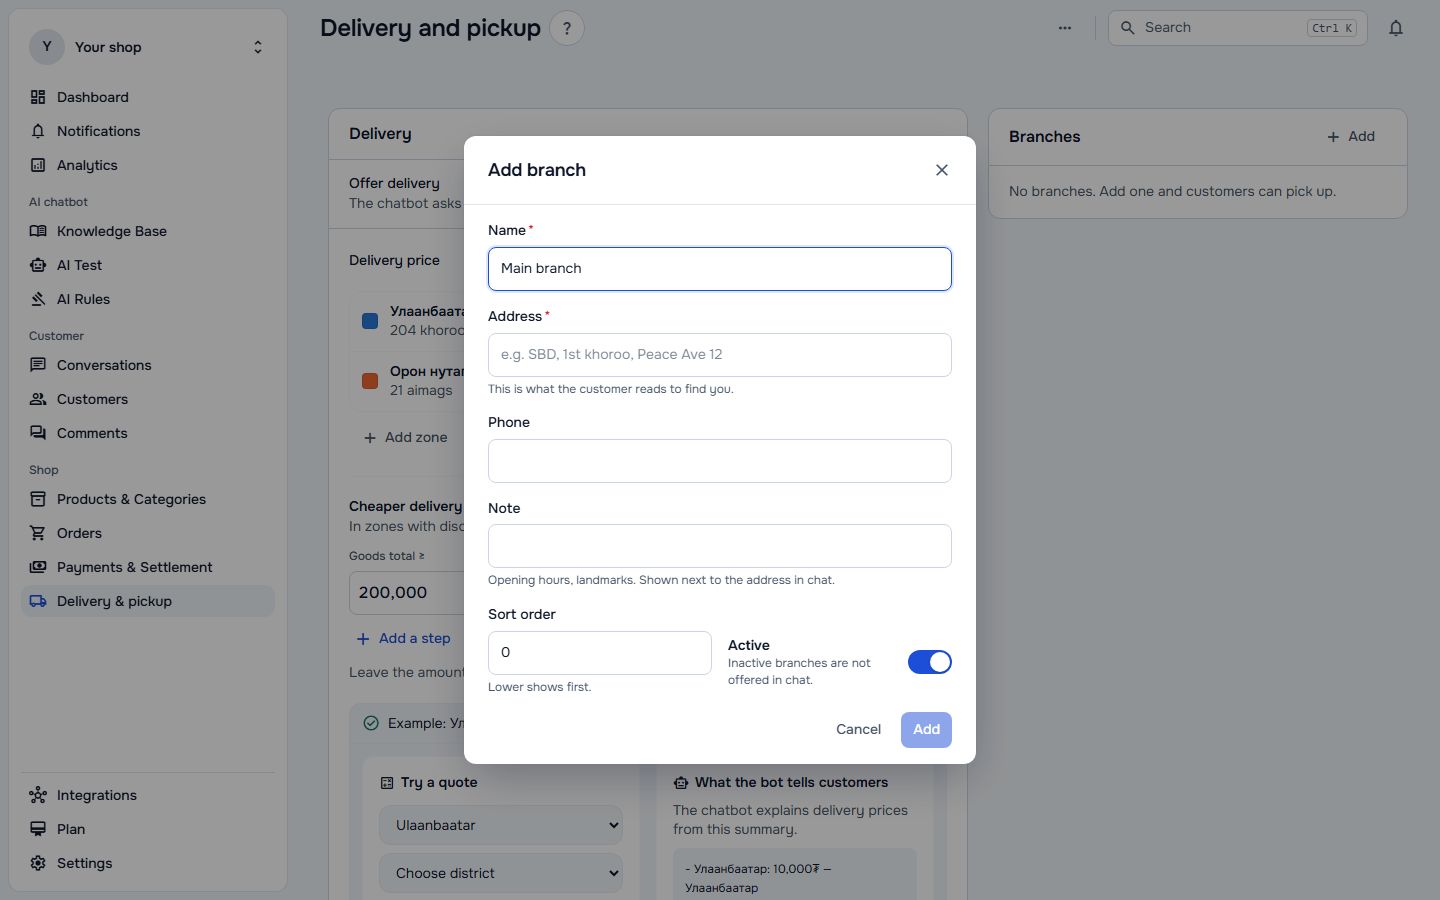 Y
Your shop
Dashboard
Notifications
Analytics
AI chatbot
Knowledge Base
AI Test
AI Rules
Customer
Conversations
Customers
Comments
Shop
Products & Categories
Orders
Payments & Settlement
Delivery & pickup
Integrations
Plan
Settings
Delivery and pickup
?
Search
Ctrl K
Delivery
Offer delivery
The chatbot asks
Delivery price
204
21 aimags
Add zone
Cheaper delivery
In zones with
Goods total ≥
200,000
Add a step
Leave the amount
Example:
Try a quote
Ulaanbaatar
Choose district
What the bot tells customers
The chatbot explains delivery prices
from this summary.
- Улаанбаатар: 10,000₮ —
Улаанбаатар
Branches
Add
No branches. Add one and customers can pick up.
Add branch
Name *
Main branch
Address *
e.g. SBD, 1st khoroo, Peace Ave 12
This is what the customer reads to find you.
Phone
Note
Opening hours, landmarks. Shown next to the address in chat.
Sort order
0
Lower shows first.
Active
Inactive branches are not
offered in chat.
Cancel
Add